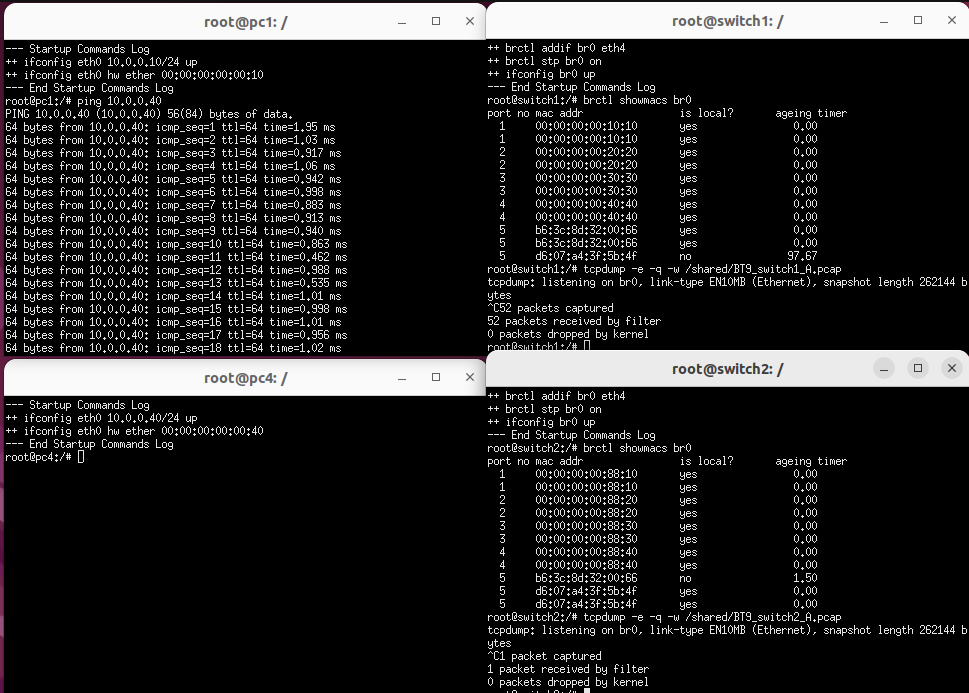 root@pc1: /
--- Startup Commands Log
++ ifconfig eth0 10.0.0.10/24 up
++ ifconfig eth0 hw ether 00:00:00:00:00:10
--- End Startup Commands Log
root@pc1:/# ping 10.0.0.40
PING 10.0.0.40 (10.0.0.40) 56(84) bytes of data.
64 bytes from 10.0.0.40: icmp_seq=1 ttl=64 time=1.95 ms
64 bytes from 10.0.0.40: icmp_seq=2 ttl=64 time=1.03 ms
64 bytes from 10.0.0.40: icmp_seq=3 ttl=64 time=0.917 ms
64 bytes from 10.0.0.40: icmp_seq=4 ttl=64 time=1.06 ms
64 bytes from 10.0.0.40: icmp_seq=5 ttl=64 time=0.942 ms
64 bytes from 10.0.0.40: icmp_seq=6 ttl=64 time=0.998 ms
64 bytes from 10.0.0.40: icmp_seq=7 ttl=64 time=0.883 ms
64 bytes from 10.0.0.40: icmp_seq=8 ttl=64 time=0.913 ms
64 bytes from 10.0.0.40: icmp_seq=9 ttl=64 time=0.940 ms
64 bytes from 10.0.0.40: icmp_seq=10 ttl=64 time=0.863 ms
64 bytes from 10.0.0.40: icmp_seq=11 ttl=64 time=0.462 ms
64 bytes from 10.0.0.40: icmp_seq=12 ttl=64 time=0.988 ms
64 bytes from 10.0.0.40: icmp_seq=13 ttl=64 time=0.535 ms
64 bytes from 10.0.0.40: icmp_seq=14 ttl=64 time=1.01 ms
64 bytes from 10.0.0.40: icmp_seq=15 ttl=64 time=0.998 ms
64 bytes from 10.0.0.40: icmp_seq=16 ttl=64 time=1.01 ms
64 bytes from 10.0.0.40: icmp_seq=17 ttl=64 time=0.956 ms
64 bytes from 10.0.0.40: icmp_seq=18 ttl=64 time=1.02 ms
root@switch1: /
++ brctl addif br0 eth4
++ brctl stp br0 on
++ ifconfig br0 up
--- End Startup Commands Log
root@switch1:/# brctl showmacs br0
port no mac addr is local? ageing timer
1 00:00:00:00:10:10 yes 0.00
1 00:00:00:00:10:10 yes 0.00
2 00:00:00:00:20:20 yes 0.00
2 00:00:00:00:20:20 yes 0.00
3 00:00:00:00:30:30 yes 0.00
3 00:00:00:00:30:30 yes 0.00
4 00:00:00:00:40:40 yes 0.00
4 00:00:00:00:40:40 yes 0.00
5 b6:3c:8d:32:00:66 yes 0.00
5 b6:3c:8d:32:00:66 yes 0.00
5 d6:07:a4:3f:5b:4f no 97.67
root@switch1:/# tcpdump -e -q -w /shared/BT9_switch1_A.pcap
tcpdump: listening on br0, link-type EN10MB (Ethernet), snapshot length 262144 b
ytes
^C52 packets captured
52 packets received by filter
0 packets dropped by kernel
root@switch1:/#
root@pc4: /
--- Startup Commands Log
++ ifconfig eth0 10.0.0.40/24 up
++ ifconfig eth0 hw ether 00:00:00:00:00:40
--- End Startup Commands Log
root@pc4:/#
root@switch2: /
++ brctl addif br0 eth4
++ brctl stp br0 on
++ ifconfig br0 up
--- End Startup Commands Log
root@switch2:/# brctl showmacs br0
port no mac addr is local? ageing timer
1 00:00:00:00:88:10 yes 0.00
1 00:00:00:00:88:10 yes 0.00
2 00:00:00:00:88:20 yes 0.00
2 00:00:00:00:88:20 yes 0.00
3 00:00:00:00:88:30 yes 0.00
3 00:00:00:00:88:30 yes 0.00
4 00:00:00:00:88:40 yes 0.00
4 00:00:00:00:88:40 yes 0.00
5 b6:3c:8d:32:00:66 no 1.50
5 d6:07:a4:3f:5b:4f yes 0.00
5 d6:07:a4:3f:5b:4f yes 0.00
root@switch2:/# tcpdump -e -q -w /shared/BT9_switch2_A.pcap
tcpdump: listening on br0, link-type EN10MB (Ethernet), snapshot length 262144 b
ytes
^C1 packet captured
1 packet received by filter
0 packets dropped by kernel
root@switch2:/#